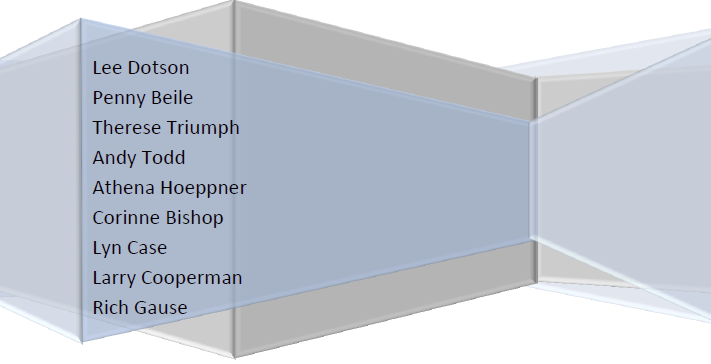 Lee Dotson
Penny Beile
Therese Triumph
Andy Todd
Athena Hoeppner
Corinne Bishop
Lyn Case
Larry Cooperman
Rich Gause